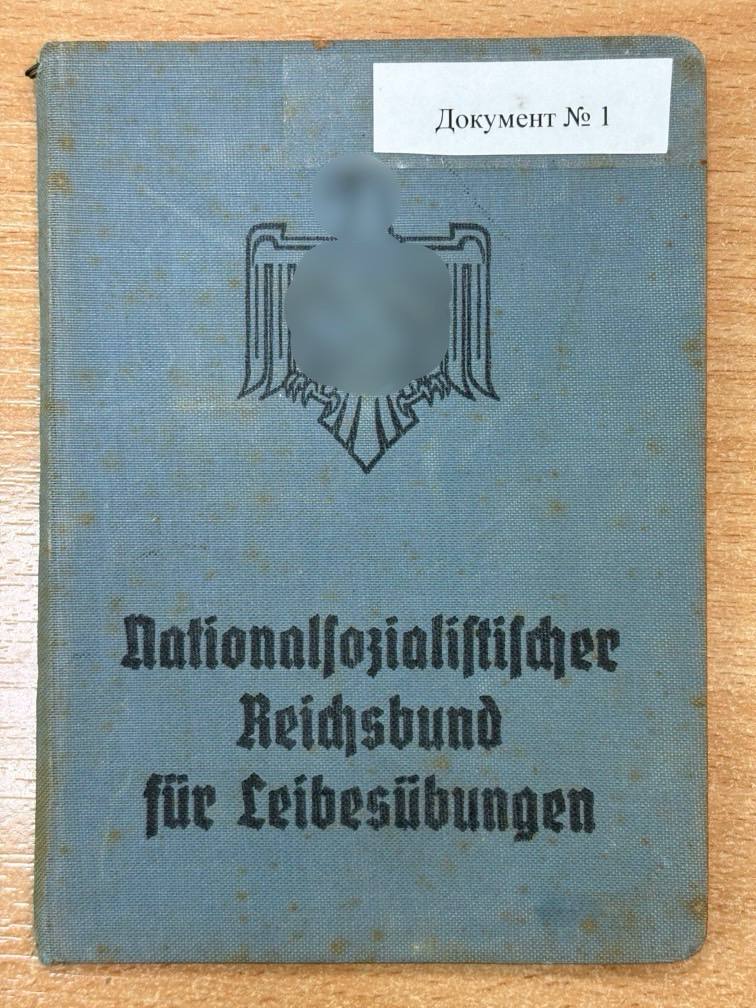 Документ № 1
Nationalsozialistischer
Reichsbund
für Leibesübungen